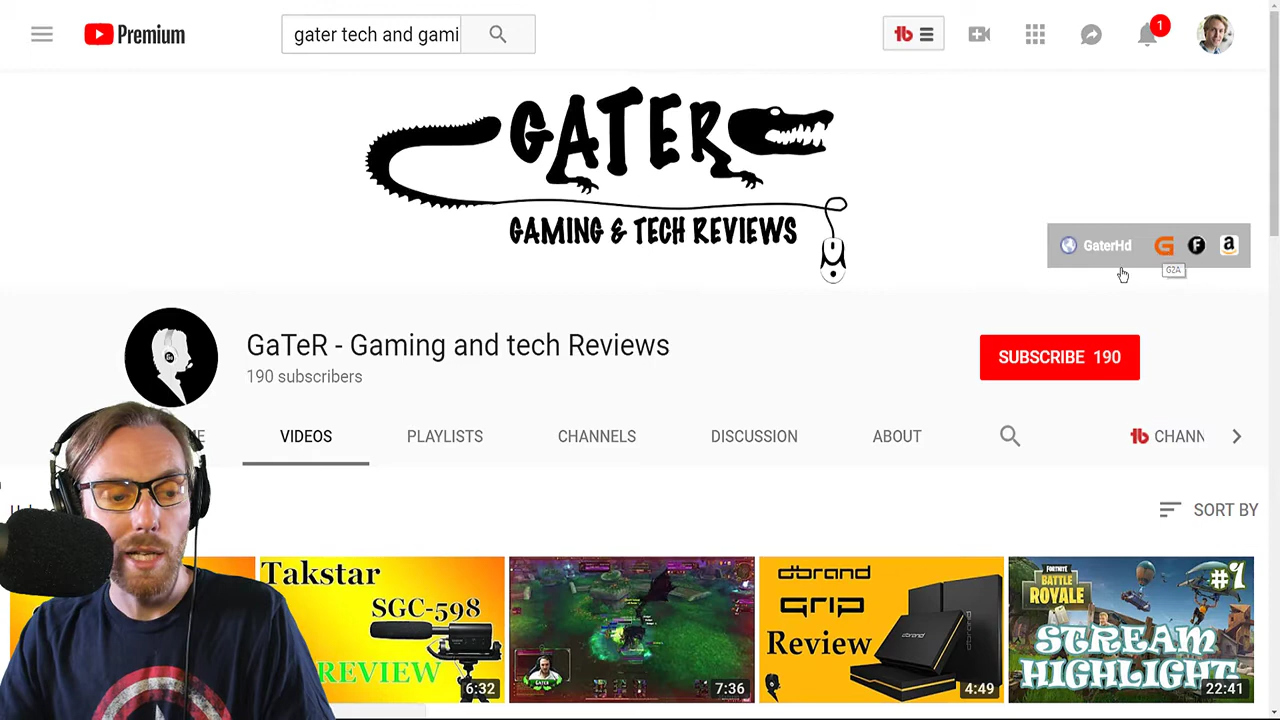 Premium
gater tech and gami
1
GATER
GAMING & TECH REVIEWS
GaterHd
G2A
GaTeR - Gaming and tech Reviews
190 subscribers
SUBSCRIBE 190
VIDEOS
PLAYLISTS
CHANNELS
DISCUSSION
ABOUT
CHANN
SORT BY
Takstar
SGC-598
REVIEW
6:32
7:36
dbrand
grip
Review
4:49
FORTNITE
BATTLE
ROYALE
#1
STREAM
HIGHLIGHT
22:41